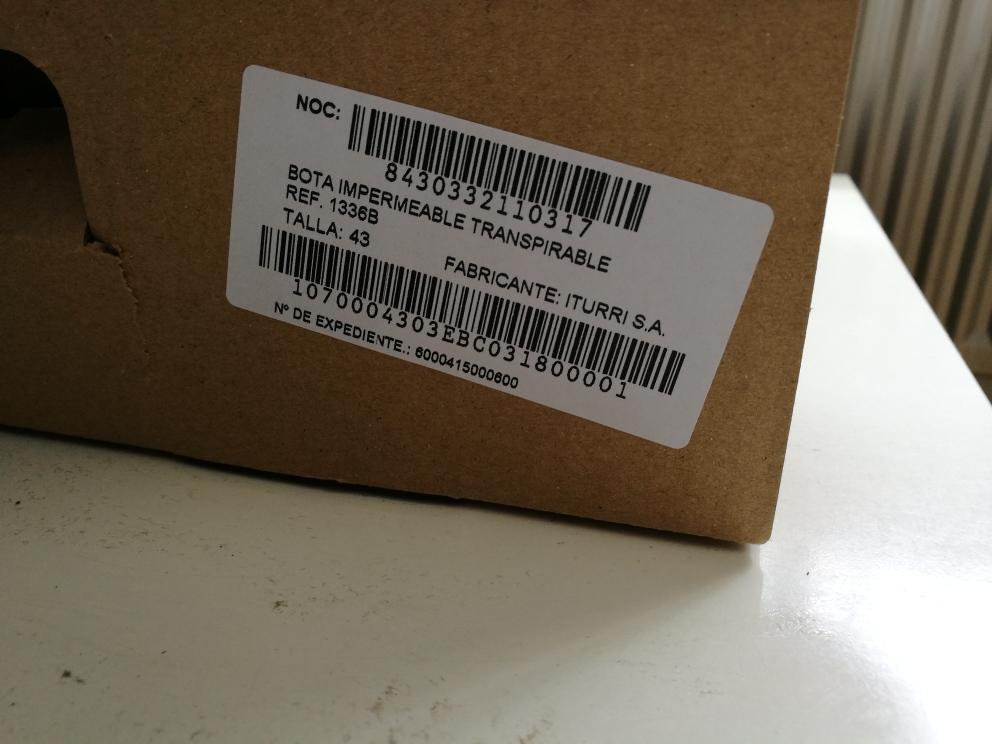 NOC:
8430332110317
BOTA IMPERMEABLE TRANSPIRABLE
REF. 1336B
TALLA: 43
FABRICANTE: ITURRI S.A.
1070004303EBC031800001
Nº DE EXPEDIENTE.: 6000415000600